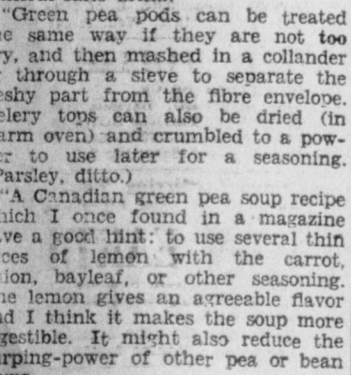 "Green pea pods can be treated
e same way if they are not too
ry, and then mashed in a collander
through a sieve to separate the
eshy part from the fibre envelope.
elery tops can also be dried (in
arm oven) and crumbled to a pow-
er to use later for a seasoning.
Parsley, ditto.)
"A Canadian green pea soup recipe
hich I once found in a magazine
ve a good hint: to use several thin
ces of lemon with the carrot,
ion, bayleaf, or other seasoning.
he lemon gives an agreeable flavor
nd I think it makes the soup more
gestible. It might also reduce the
urping-power of other pea or bean